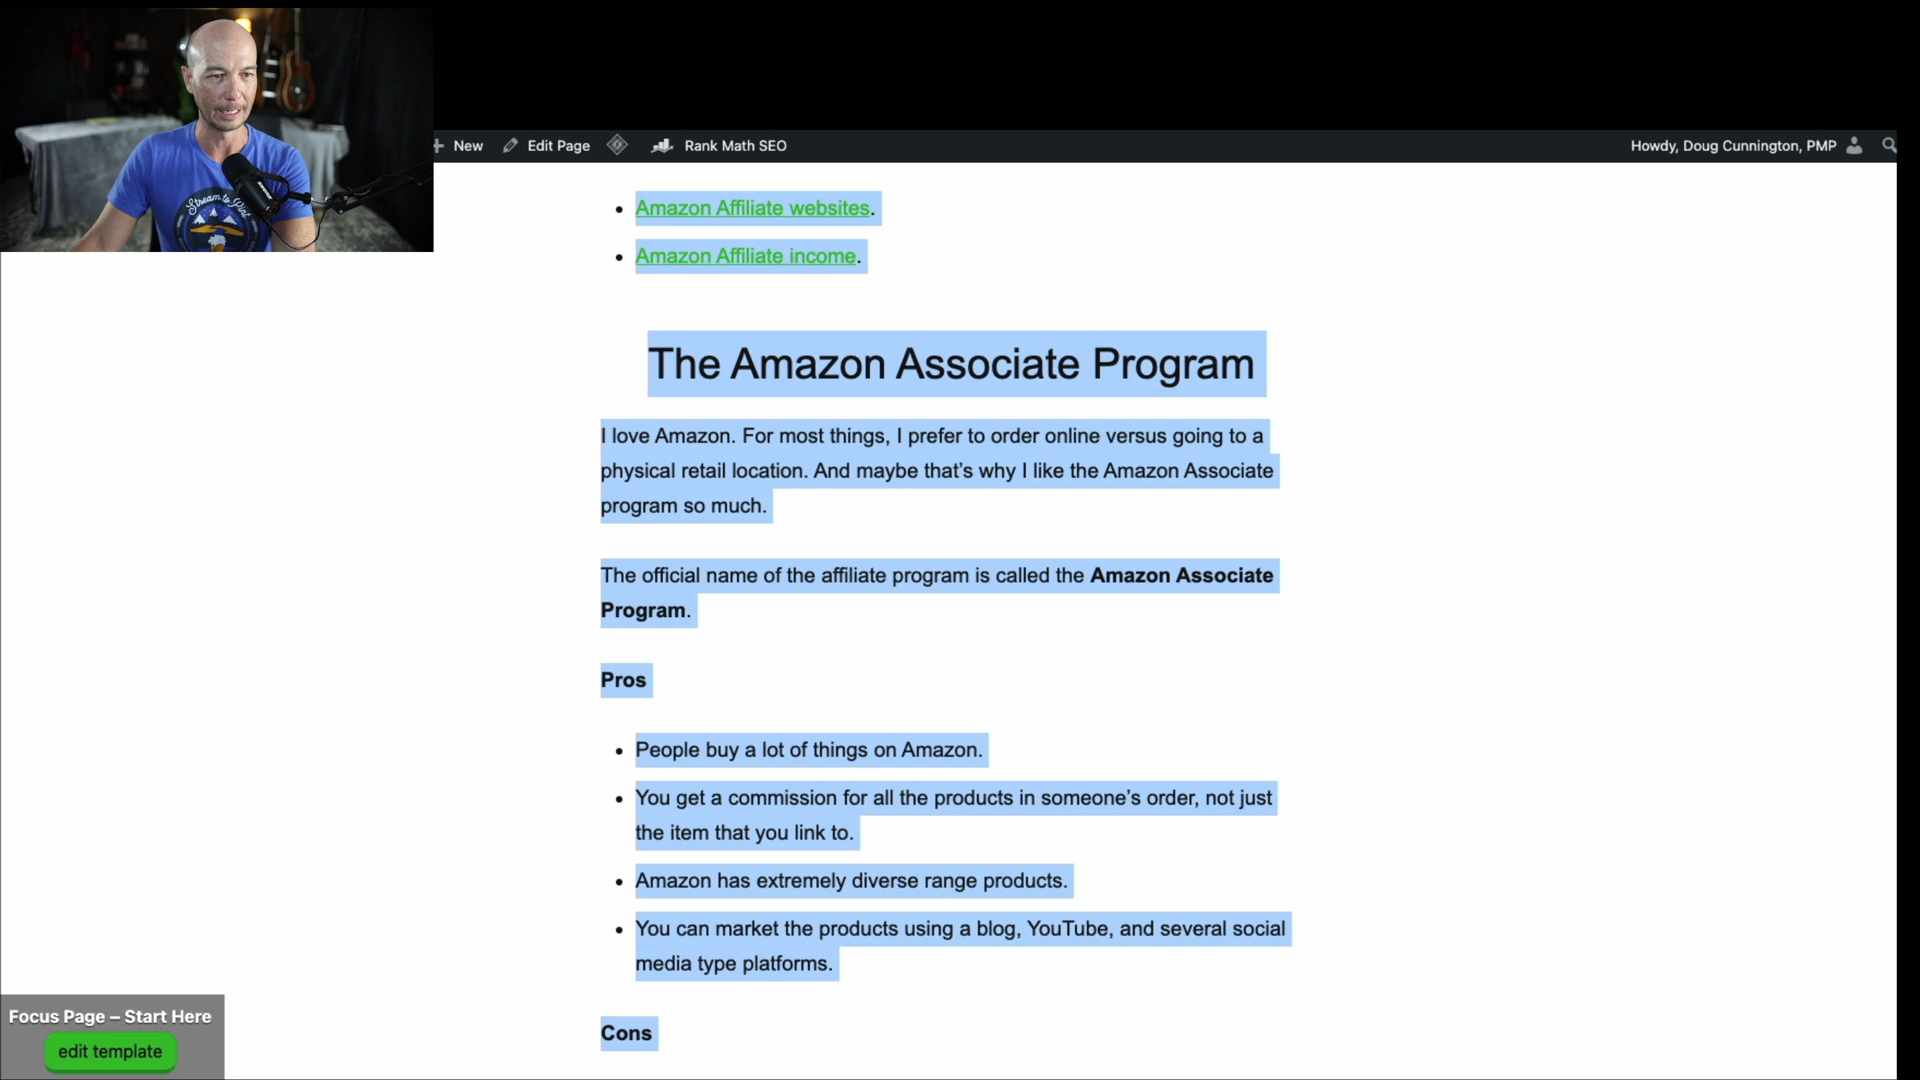 Stream to Win
New
Edit Page
Rank Math SEO
Howdy, Doug Cunnington, PMP
Amazon Affiliate websites.
Amazon Affiliate income.
The Amazon Associate Program
I love Amazon. For most things, I prefer to order online versus going to a
physical retail location. And maybe that’s why I like the Amazon Associate
program so much.
The official name of the affiliate program is called the Amazon Associate
Program.
Pros
People buy a lot of things on Amazon.
You get a commission for all the products in someone’s order, not just
the item that you link to.
Amazon has extremely diverse range products.
You can market the products using a blog, YouTube, and several social
media type platforms.
Cons
Focus Page – Start Here
edit template